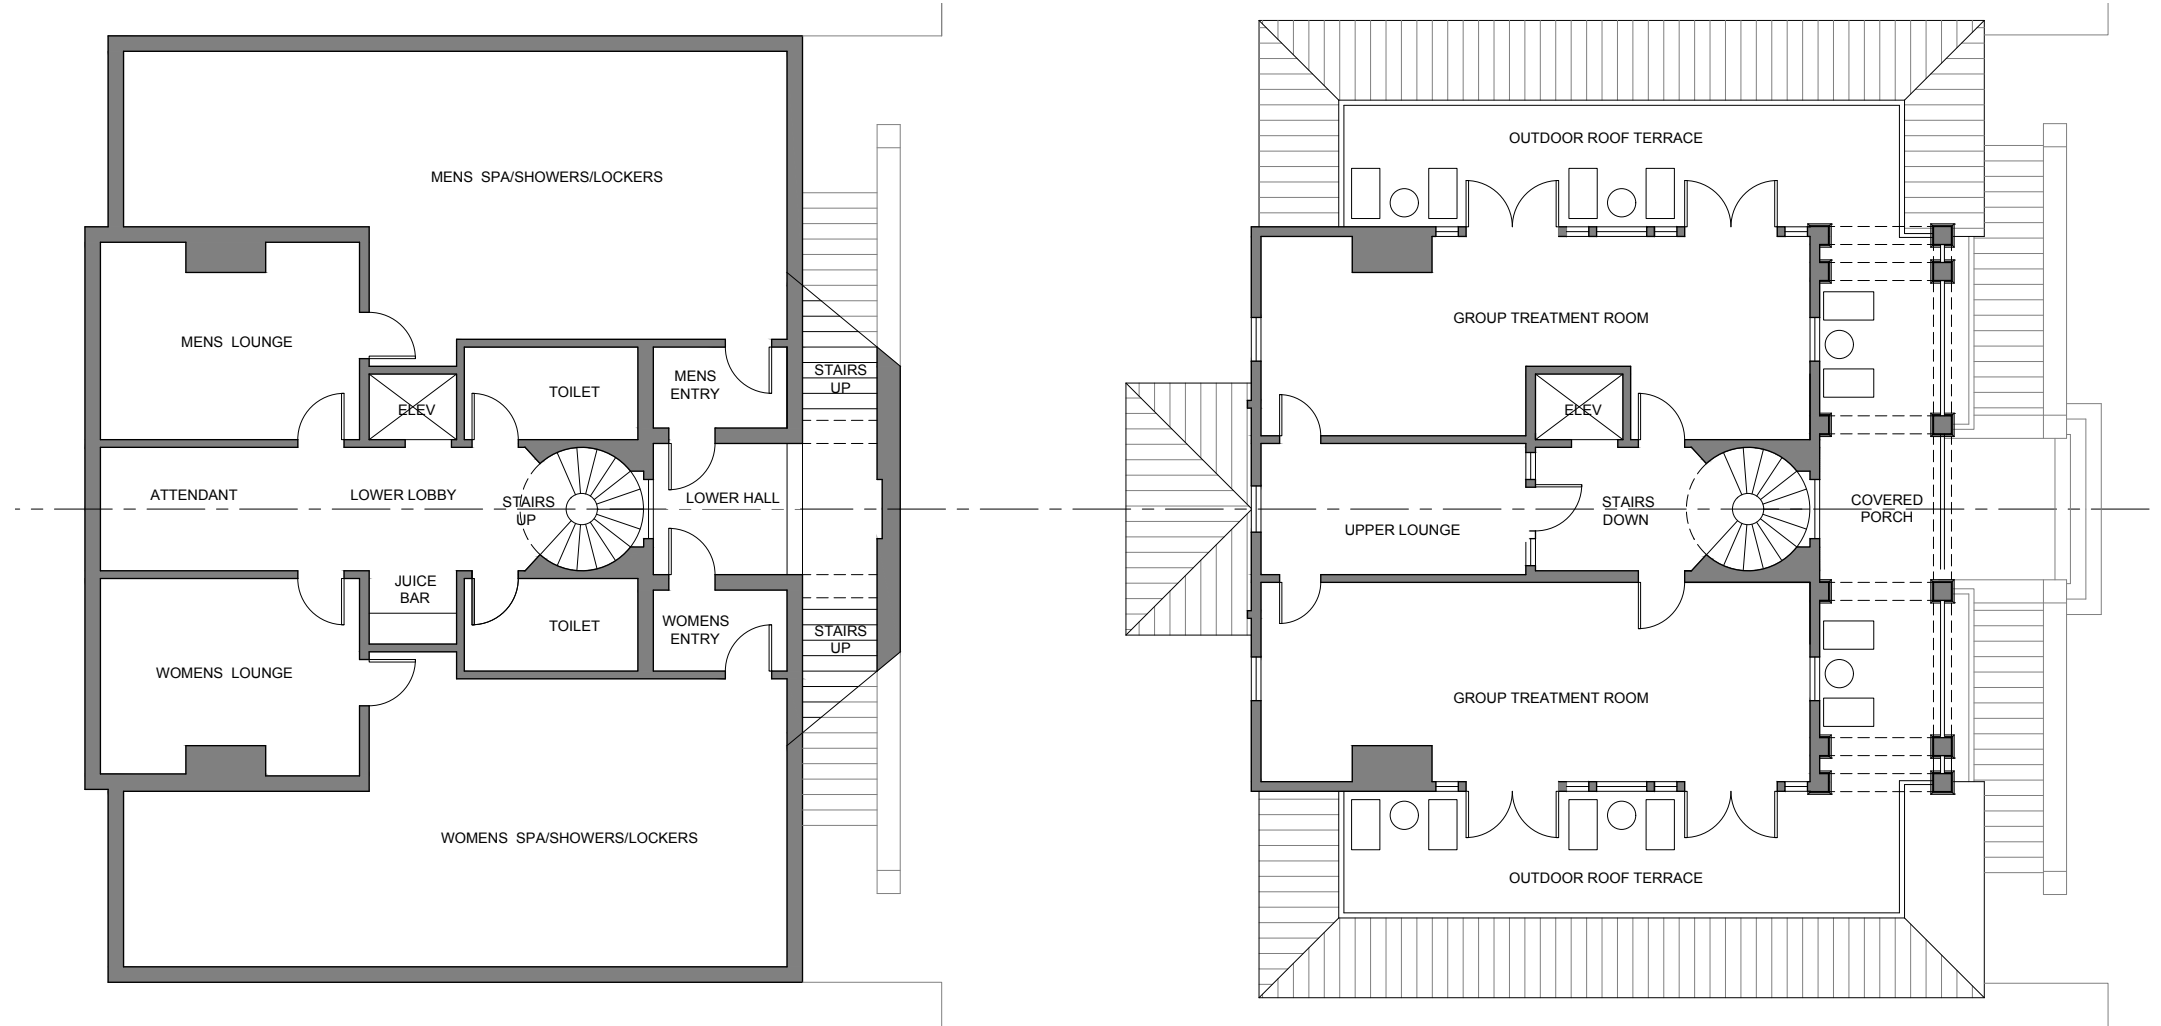 MENS SPA/SHOWERS/LOCKERS
MENS LOUNGE
STAIRS
UP
MENS
ENTRY
TOILET
ELEV
ATTENDANT
LOWER LOBBY
STAIRS
UP
LOWER HALL
JUICE
BAR
TOILET
WOMENS
ENTRY
STAIRS
UP
WOMENS LOUNGE
WOMENS SPA/SHOWERS/LOCKERS
OUTDOOR ROOF TERRACE
GROUP TREATMENT ROOM
ELEV
UPPER LOUNGE
STAIRS
DOWN
COVERED
PORCH
GROUP TREATMENT ROOM
OUTDOOR ROOF TERRACE